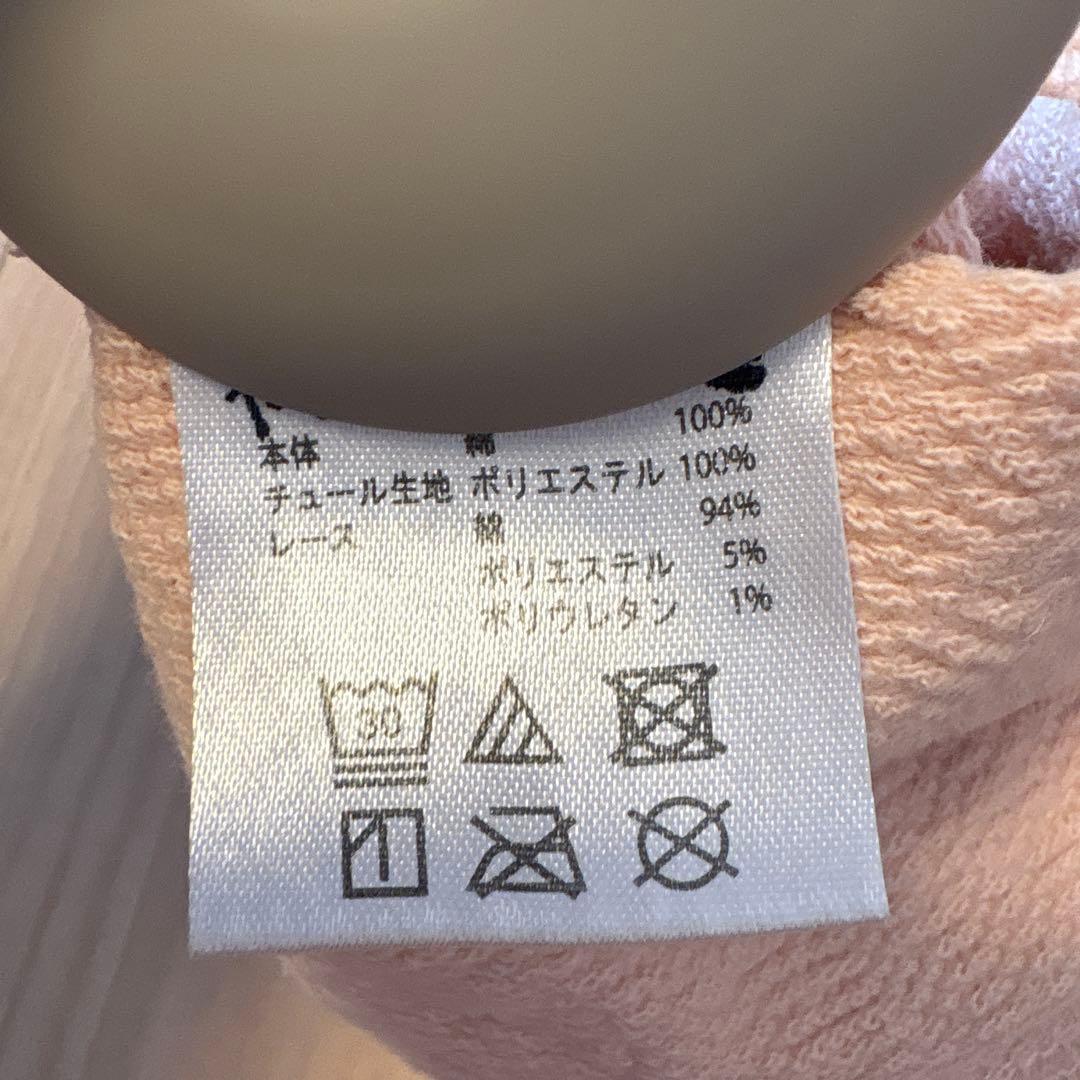 本体 綿 100%
チュール生地 ポリエステル 100%
レース 綿 94%
ポリエステル 5%
ポリウレタン 1%
30